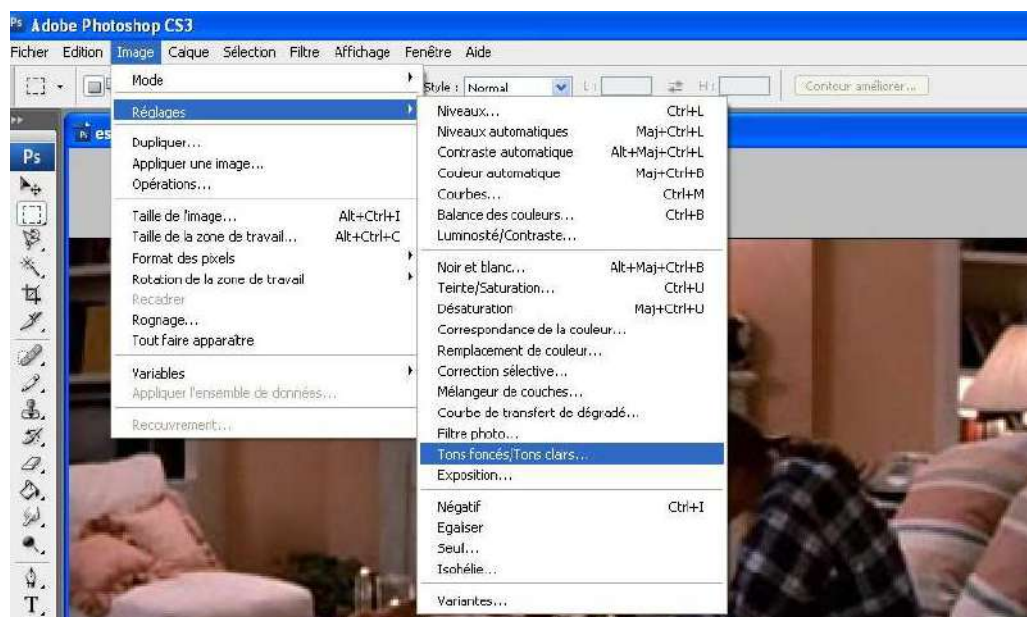 Ps Adobe Photoshop CS3
Fichier Edition Image Calque Sélection Filtre Affichage Fenêtre Aide
Style : Normal L : H : Contour améliorer...
Ps es
Ps
Mode
Réglages
Dupliquer...
Appliquer une image...
Opérations...
Taille de l'image... Alt+Ctrl+I
Taille de la zone de travail... Alt+Ctrl+C
Format des pixels
Rotation de la zone de travail
Recadrer
Rognage...
Tout faire apparaître
Variables
Appliquer l'ensemble de données...
Recouvrement...
Niveaux... Ctrl+L
Niveaux automatiques Maj+Ctrl+L
Contraste automatique Alt+Maj+Ctrl+L
Couleur automatique Maj+Ctrl+B
Courbes... Ctrl+M
Balance des couleurs... Ctrl+B
Luminosité/Contraste...
Noir et blanc... Alt+Maj+Ctrl+B
Teinte/Saturation... Ctrl+U
Désaturation Maj+Ctrl+U
Correspondance de la couleur...
Remplacement de couleur...
Correction sélective...
Mélangeur de couches...
Courbe de transfert de dégradé...
Filtre photo...
Tons foncés/Tons clairs...
Exposition...
Négatif Ctrl+I
Egaliser
Seuil...
Isohélie...
Variantes...
T